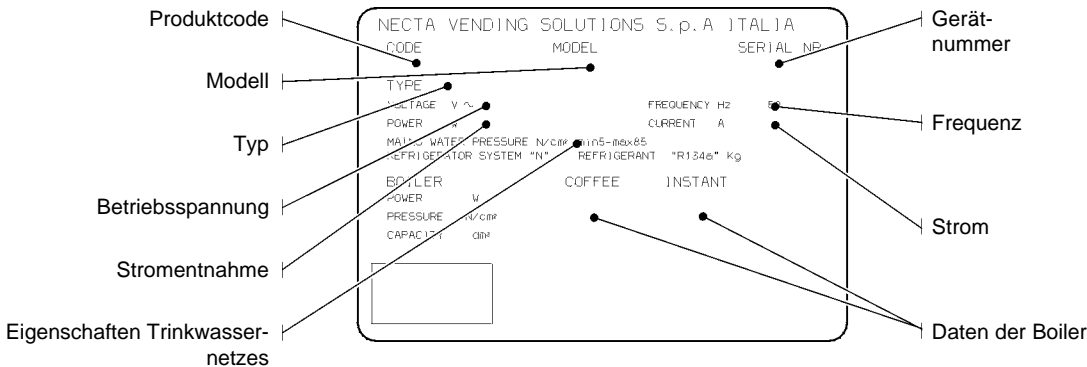 Produktcode
Modell
Typ
Betriebsspannung
Stromentnahme
Eigenschaften Trinkwasser-
netzes
NECTA VENDING SOLUTIONS S.p.A ITALIA
CODE MODEL SERIAL NR
TYPE
VOLTAGE V ~ FREQUENCY Hz 50
POWER W CURRENT A
MAINS WATER PRESSURE N/cm² min5-max85
REFRIGERATOR SYSTEM "N" REFRIGERANT "R134a" Kg
BOILER COFFEE INSTANT
POWER W
PRESSURE N/cm²
CAPACITY dm³
Gerät-
nummer
Frequenz
Strom
Daten der Boiler